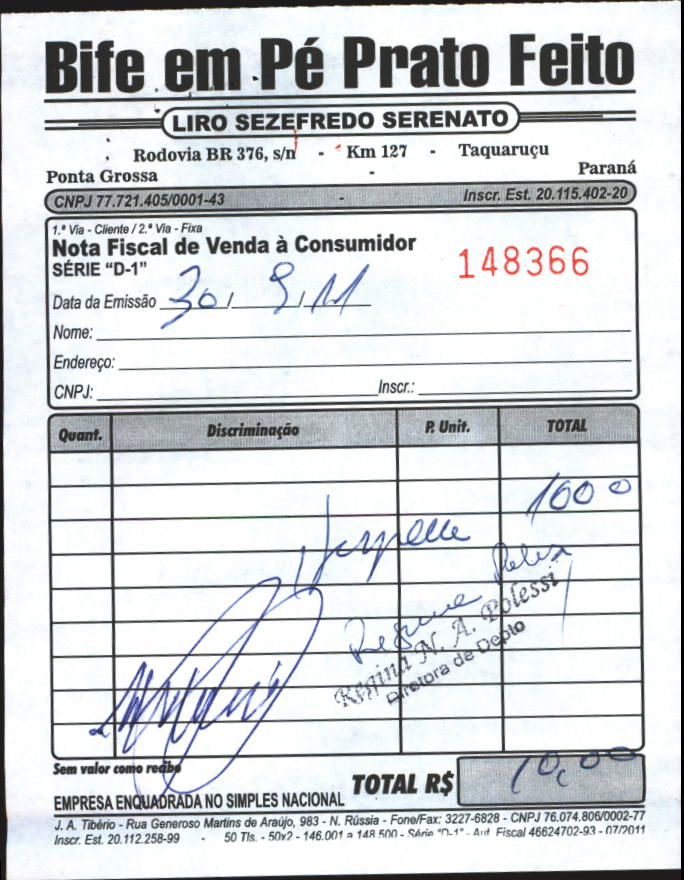 Bife em Pé Prato Feito
LIRO SEZEFREDO SERENATO
Rodovia BR 376, s/n - Km 127 - Taquaruçu
Ponta Grossa - Paraná
CNPJ 77.721.405/0001-43 - Inscr. Est. 20.115.402-20
1.ª Via - Cliente / 2.ª Via - Fixa
Nota Fiscal de Venda à Consumidor
SÉRIE "D-1"
148366
Data da Emissão 30 / 9 / 11
Nome:
Endereço:
CNPJ: Inscr.:
Quant. Discriminação P. Unit. TOTAL
1000
Regina N. A. Polessi
Diretora de Depto
Sem valor como recibo
TOTAL R$ 10,00
EMPRESA ENQUADRADA NO SIMPLES NACIONAL
J. A. Tibério - Rua Generoso Martins de Araújo, 983 - N. Rússia - Fone/Fax: 3227-6828 - CNPJ 76.074.806/0002-77
Inscr. Est. 20.112.258-99 - 50 Tls. - 50x2 - 146.001 a 148.500 - Série "D-1" - Aut. Fiscal 46624702-93 - 07/2011